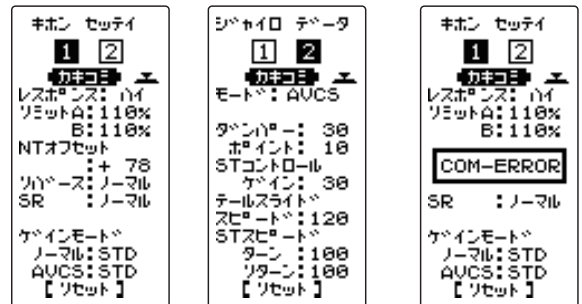 キホン セッテイ
1 2
カキコミ
レスポンス: ハイ
リミットA:110%
B:110%
NTオフセット
:+ 78
リバース:ノーマル
SR :ノーマル
ゲインモード
ノーマル:STD
AVCS:STD
【リセット】
ジャイロ データ
1 2
カキコミ
モード: AVCS
ダンパー: 30
ポイント: 10
STコントロール
ゲイン: 30
テールスライド
スピード:120
STスピード
ターン :100
リターン:100
【リセット】
キホン セッテイ
1 2
カキコミ
レスポンス: ハイ
リミットA:110%
B:110%
COM-ERROR
SR :ノーマル
ゲインモード
ノーマル:STD
AVCS:STD
【リセット】